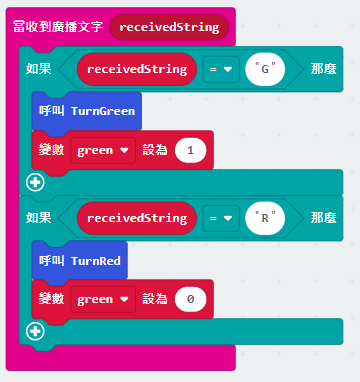 當收到廣播文字 receivedString
如果 receivedString = "G" 那麼
呼叫 TurnGreen
變數 green 設為 1
如果 receivedString = "R" 那麼
呼叫 TurnRed
變數 green 設為 0